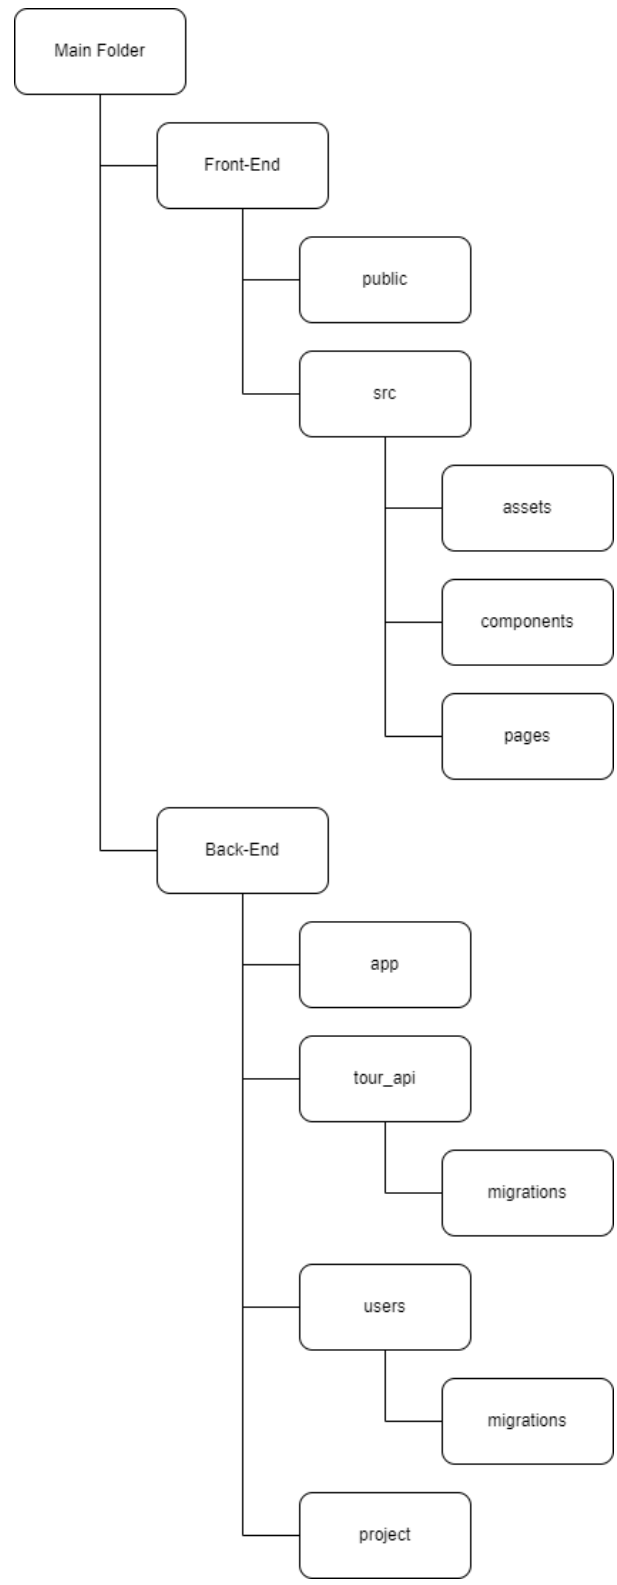 Main Folder
Front-End
public
src
assets
components
pages
Back-End
app
tour_api
migrations
users
migrations
project